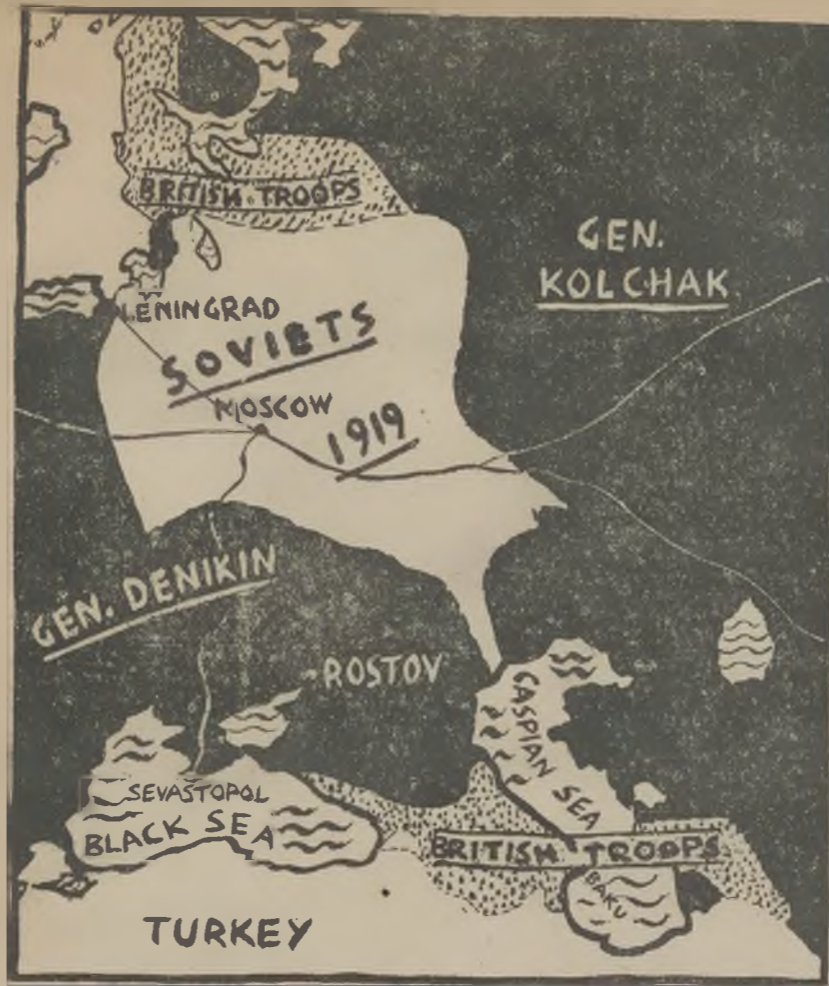 BRITISH TROOPS
GEN.
KOLCHAK
LENINGRAD
SOVIETS
MOSCOW
1919
GEN. DENIKIN
ROSTOV
CASPIAN SEA
SEVASTOPOL
BLACK SEA
BRITISH TROOPS
BAKU
TURKEY